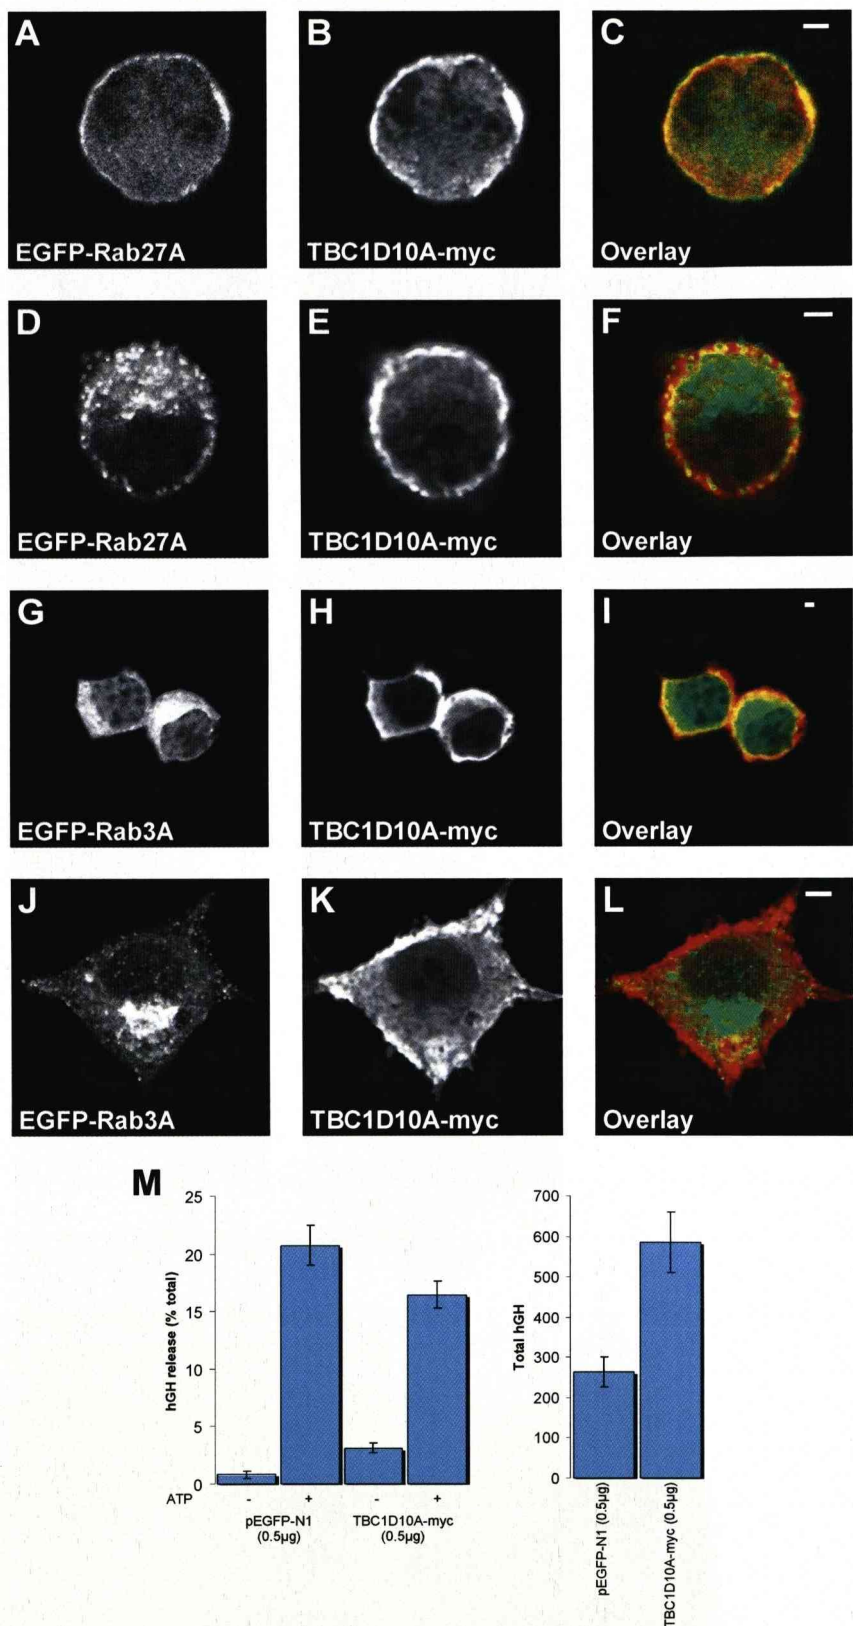 A
B
C
EGFP-Rab27A
TBC1D10A-myc
Overlay
D
E
F
EGFP-Rab27A
TBC1D10A-myc
Overlay
G
H
I
EGFP-Rab3A
TBC1D10A-myc
Overlay
J
K
L
EGFP-Rab3A
TBC1D10A-myc
Overlay
M
hGH release (% total)
25
20
15
10
5
0
ATP
-
+
-
+
pEGFP-N1
(0.5µg)
TBC1D10A-myc
(0.5µg)
Total hGH
700
600
500
400
300
200
100
0
pEGFP-N1 (0.5µg)
TBC1D10A-myc (0.5µg)